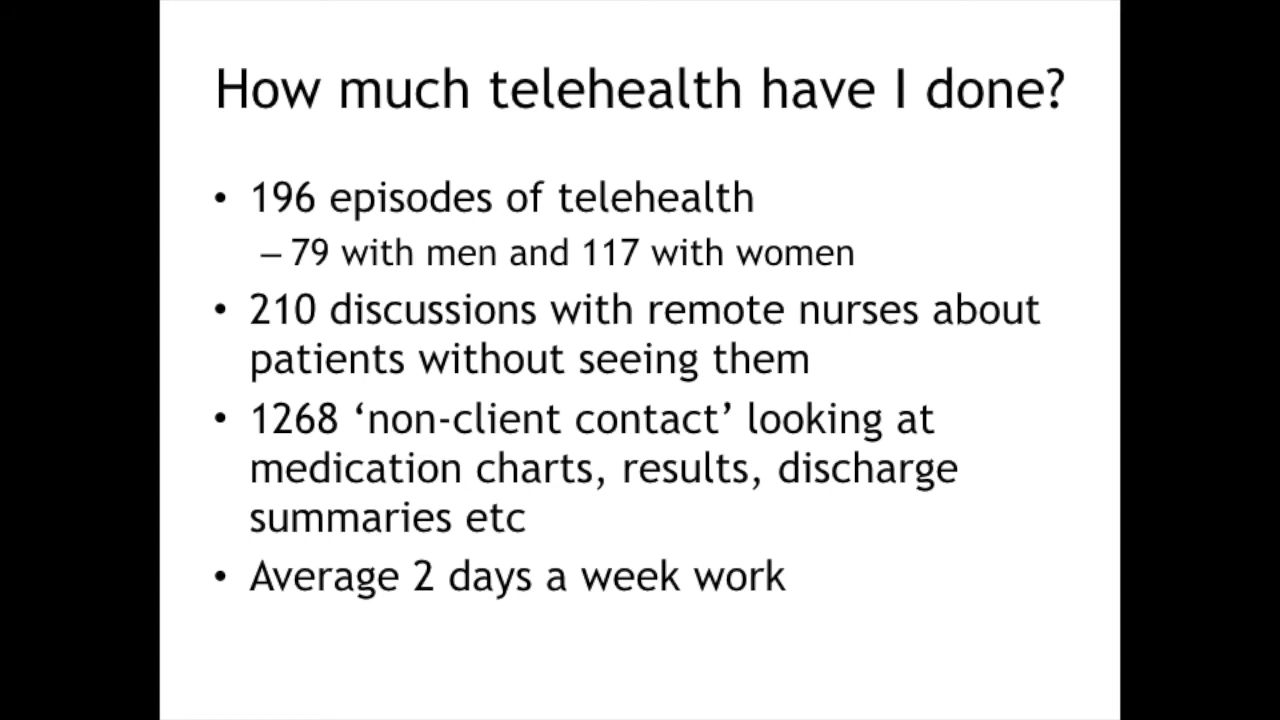 How much telehealth have I done?
• 196 episodes of telehealth
– 79 with men and 117 with women
• 210 discussions with remote nurses about
patients without seeing them
• 1268 ‘non-client contact’ looking at
medication charts, results, discharge
summaries etc
• Average 2 days a week work